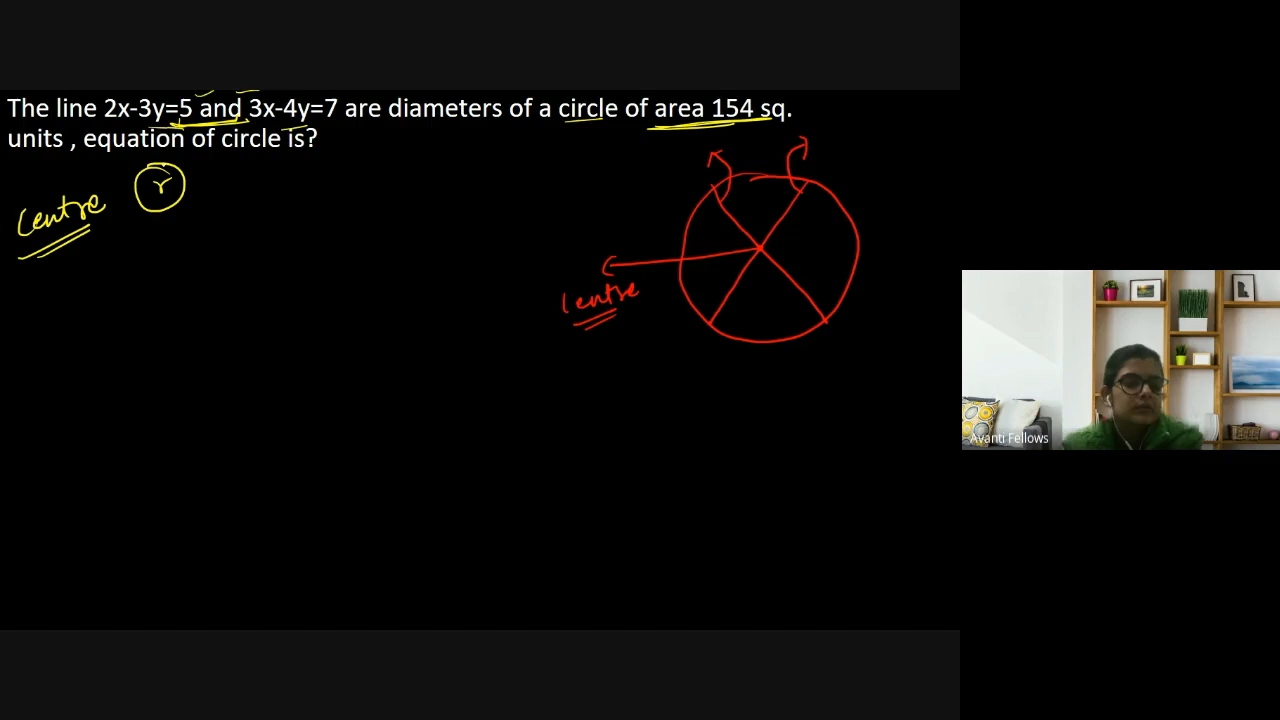 The line 2x-3y=5 and 3x-4y=7 are diameters of a circle of area 154 sq.
units , equation of circle is?
Centre r
Centre
Avanti Fellows